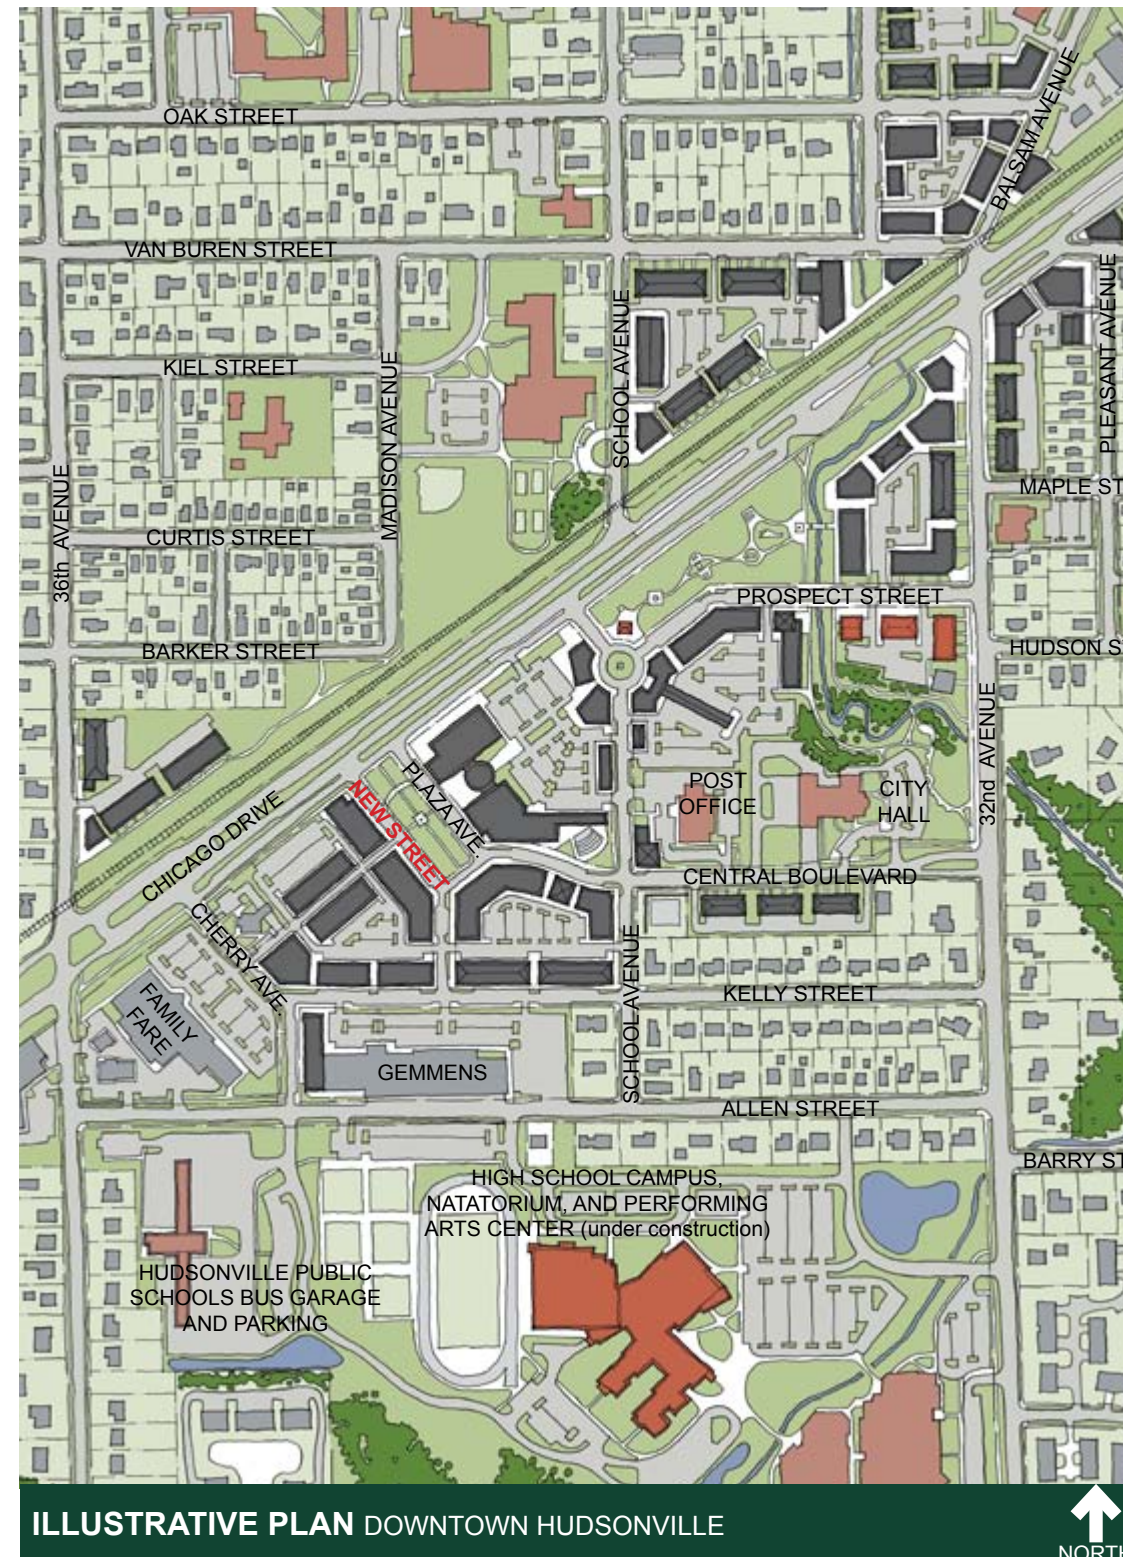 OAK STREET
BALSAM AVENUE
VAN BUREN STREET
SCHOOL AVENUE
PLEASANT AVENUE
KIEL STREET
MADISON AVENUE
36th AVENUE
MAPLE ST
CURTIS STREET
PROSPECT STREET
BARKER STREET
HUDSON S
32nd AVENUE
PLAZA AVE.
NEW STREET
POST
OFFICE
CITY
HALL
CHICAGO DRIVE
CENTRAL BOULEVARD
CHERRY AVE.
SCHOOL AVENUE
FAMILY
FARE
KELLY STREET
GEMMENS
ALLEN STREET
BARRY ST
HIGH SCHOOL CAMPUS,
NATATORIUM, AND PERFORMING
ARTS CENTER (under construction)
HUDSONVILLE PUBLIC
SCHOOLS BUS GARAGE
AND PARKING
ILLUSTRATIVE PLAN DOWNTOWN HUDSONVILLE
NORTH